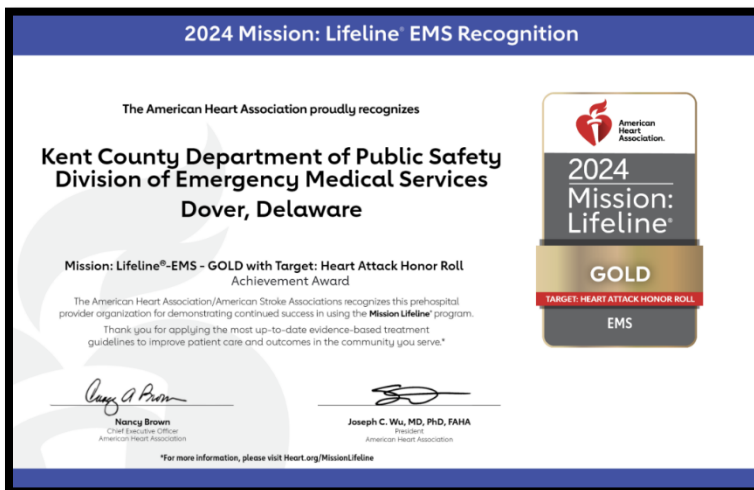 2024 Mission: Lifeline® EMS Recognition
The American Heart Association proudly recognizes
Kent County Department of Public Safety
Division of Emergency Medical Services
Dover, Delaware
Mission: Lifeline®-EMS - GOLD with Target: Heart Attack Honor Roll
Achievement Award
The American Heart Association/American Stroke Associations recognizes this prehospital
provider organization for demonstrating continued success in using the Mission Lifeline® program.
Thank you for applying the most up-to-date evidence-based treatment
guidelines to improve patient care and outcomes in the community you serve.*
Nancy Brown
Chief Executive Officer
American Heart Association
Joseph C. Wu, MD, PhD, FAHA
President
American Heart Association
*For more information, please visit Heart.org/MissionLifeline
American
Heart
Association.
2024
Mission:
Lifeline®
GOLD
TARGET: HEART ATTACK HONOR ROLL
EMS